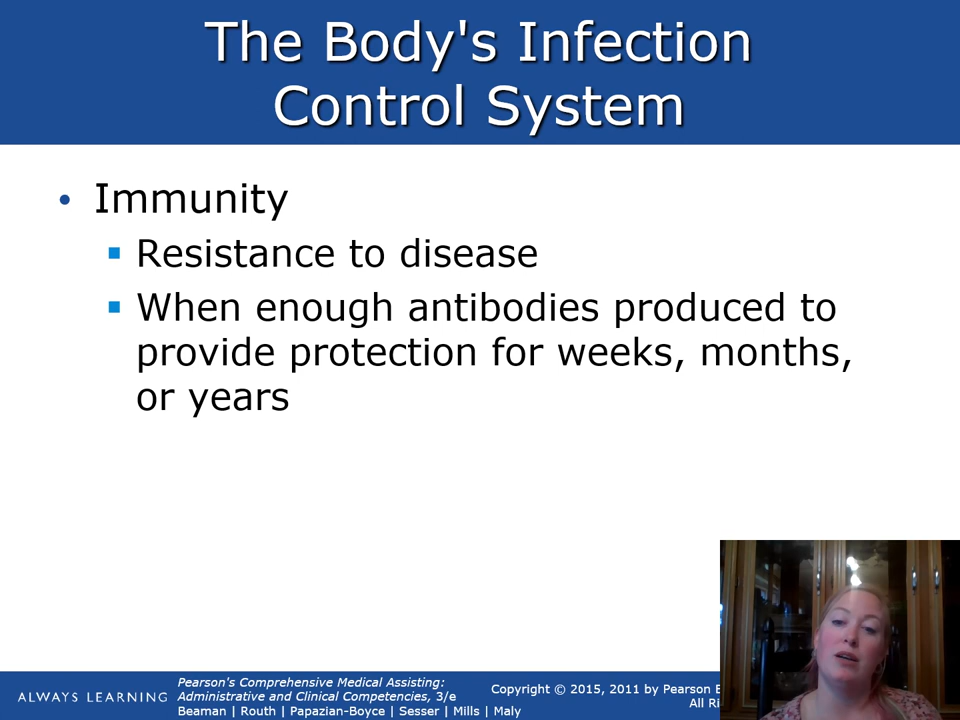 The Body's Infection
Control System
• Immunity
▪ Resistance to disease
▪ When enough antibodies produced to
provide protection for weeks, months,
or years
ALWAYS LEARNING
Pearson's Comprehensive Medical Assisting:
Administrative and Clinical Competencies, 3/e
Beaman | Routh | Papazian-Boyce | Sesser | Mills | Maly
Copyright © 2015, 2011 by Pearson
All